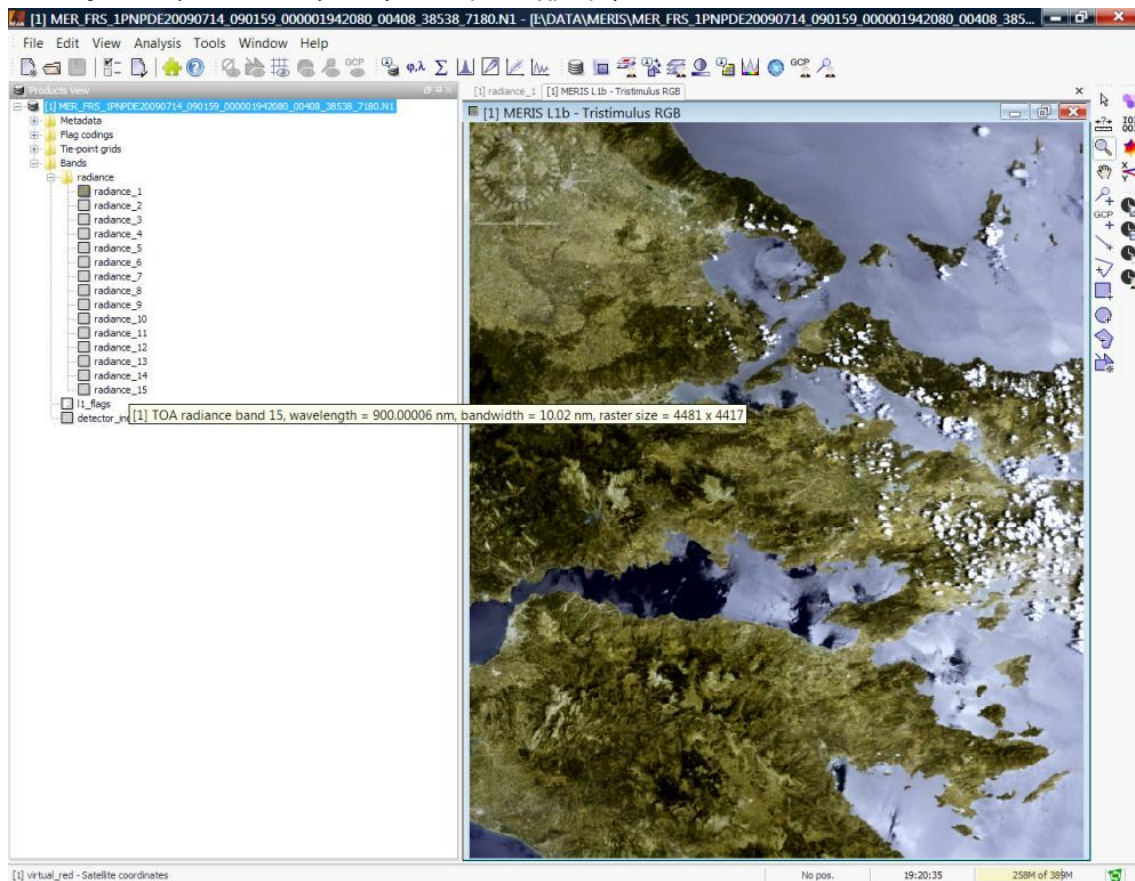 [1] MER_FRS_1PNPDE20090714_090159_000001942080_00408_38538_7180.N1 - [E:\DATA\MERIS\MER_FRS_1PNPDE20090714_090159_000001942080_00408_385...
File Edit View Analysis Tools Window Help
GCP φ,λ Σ GCP
Products View
[1] radiance_1 [1] MERIS L1b - Tristimulus RGB
[1] MER_FRS_1PNPDE20090714_090159_000001942080_00408_38538_7180.N1
[1] MERIS L1b - Tristimulus RGB
Metadata
Flag codings
Tie-point grids
Bands
radiance
radiance_1
radiance_2
radiance_3
radiance_4
radiance_5
radiance_6
radiance_7
radiance_8
radiance_9
radiance_10
radiance_11
radiance_12
radiance_13
radiance_14
radiance_15
l1_flags
[1] TOA radiance band 15, wavelength = 900.00006 nm, bandwidth = 10.02 nm, raster size = 4481 x 4417
GCP
[1] virtual_red - Satellite coordinates
No pos.
19:20:35
258M of 389M